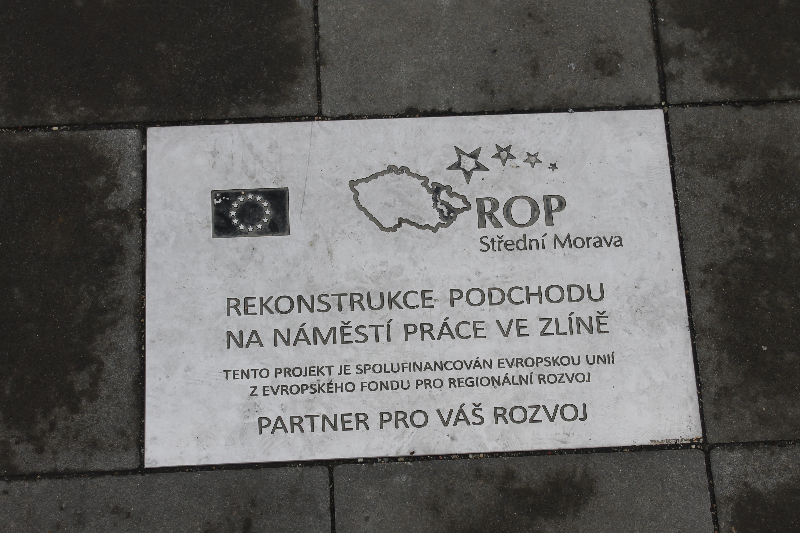 ROP
Střední Morava
REKONSTRUKCE PODCHODU
NA NÁMĚSTÍ PRÁCE VE ZLÍNĚ
TENTO PROJEKT JE SPOLUFINANCOVÁN EVROPSKOU UNIÍ
Z EVROPSKÉHO FONDU PRO REGIONÁLNÍ ROZVOJ
PARTNER PRO VÁŠ ROZVOJ